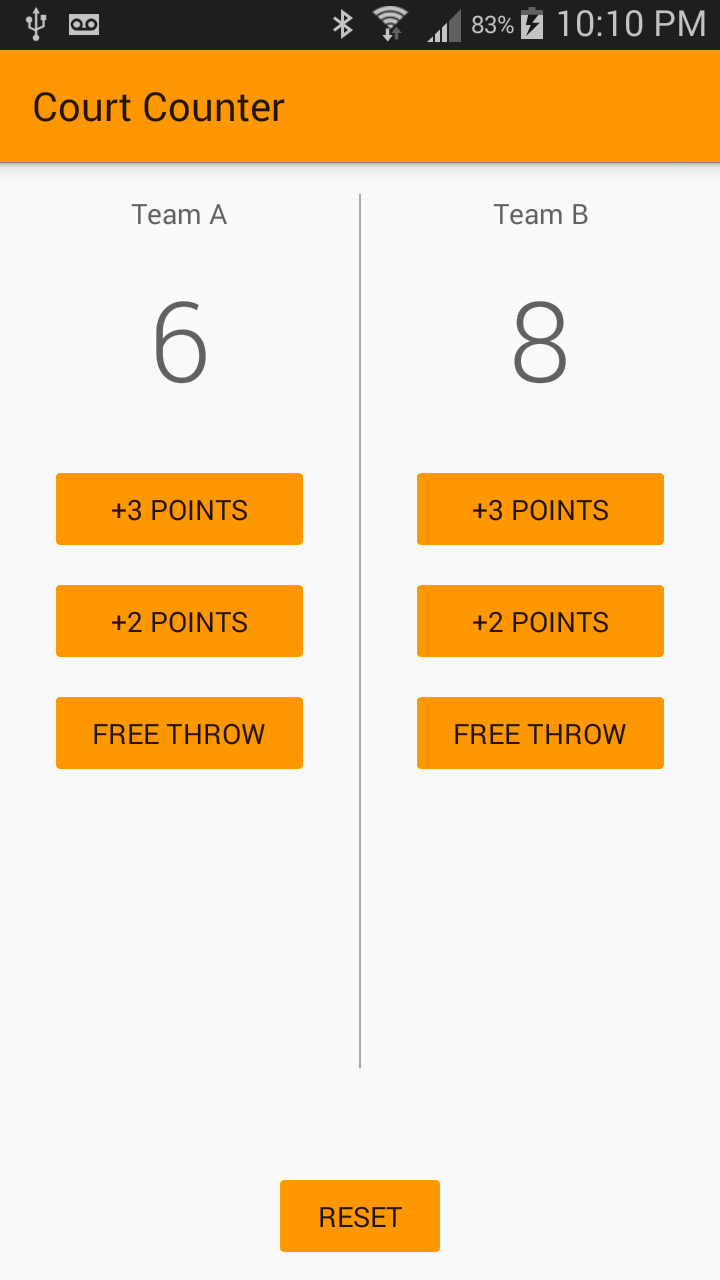 83% 10:10 PM
Court Counter
Team A
Team B
6
8
+3 POINTS
+3 POINTS
+2 POINTS
+2 POINTS
FREE THROW
FREE THROW
RESET